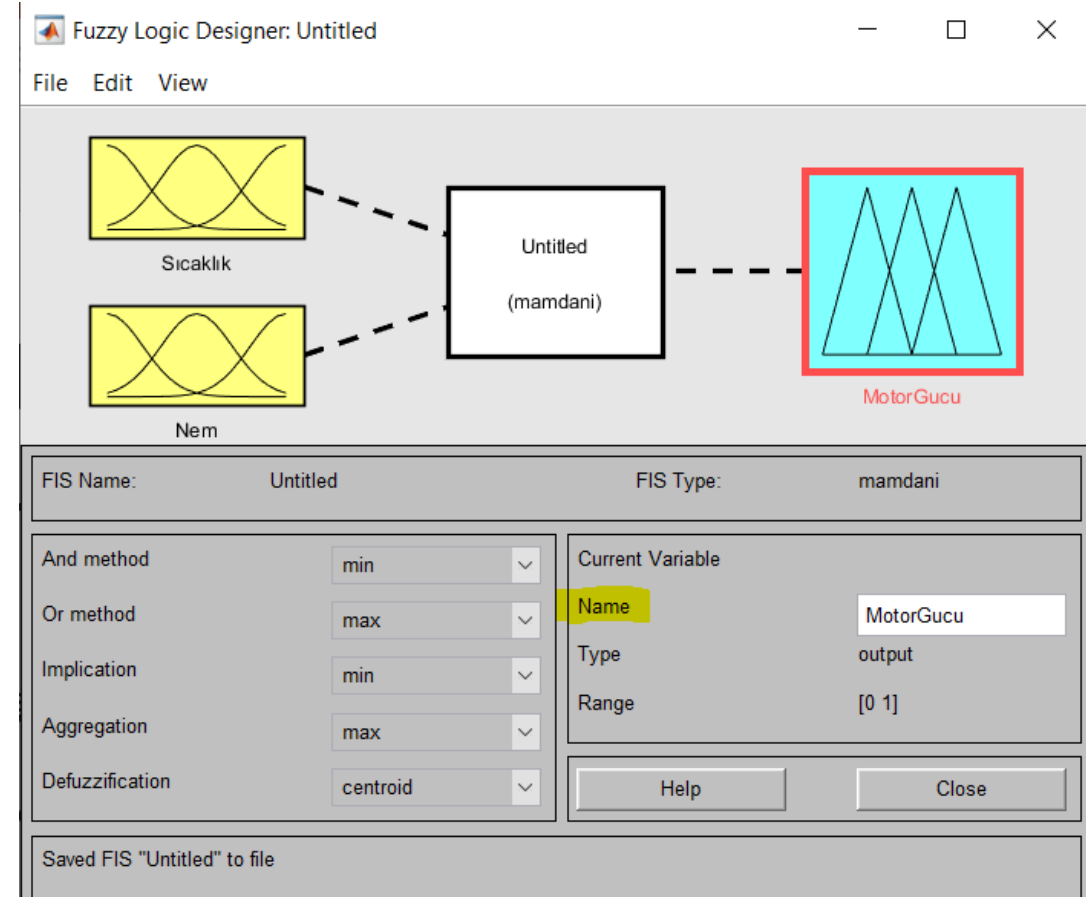 Fuzzy Logic Designer: Untitled
File Edit View
Sıcaklık
Nem
Untitled
(mamdani)
MotorGucu
FIS Name: Untitled FIS Type: mamdani
And method min
Or method max
Implication min
Aggregation max
Defuzzification centroid
Current Variable
Name MotorGucu
Type output
Range [0 1]
Help Close
Saved FIS "Untitled" to file